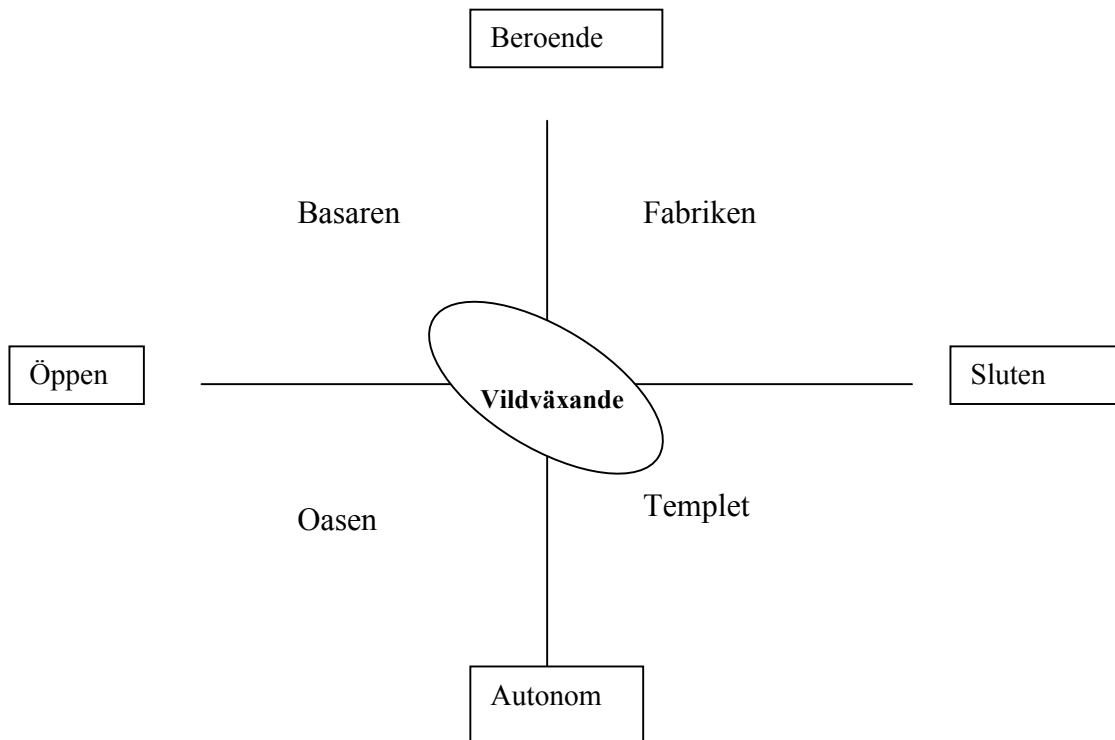 Beroende
Basaren
Fabriken
Öppen
Vildväxande
Sluten
Oasen
Templet
Autonom